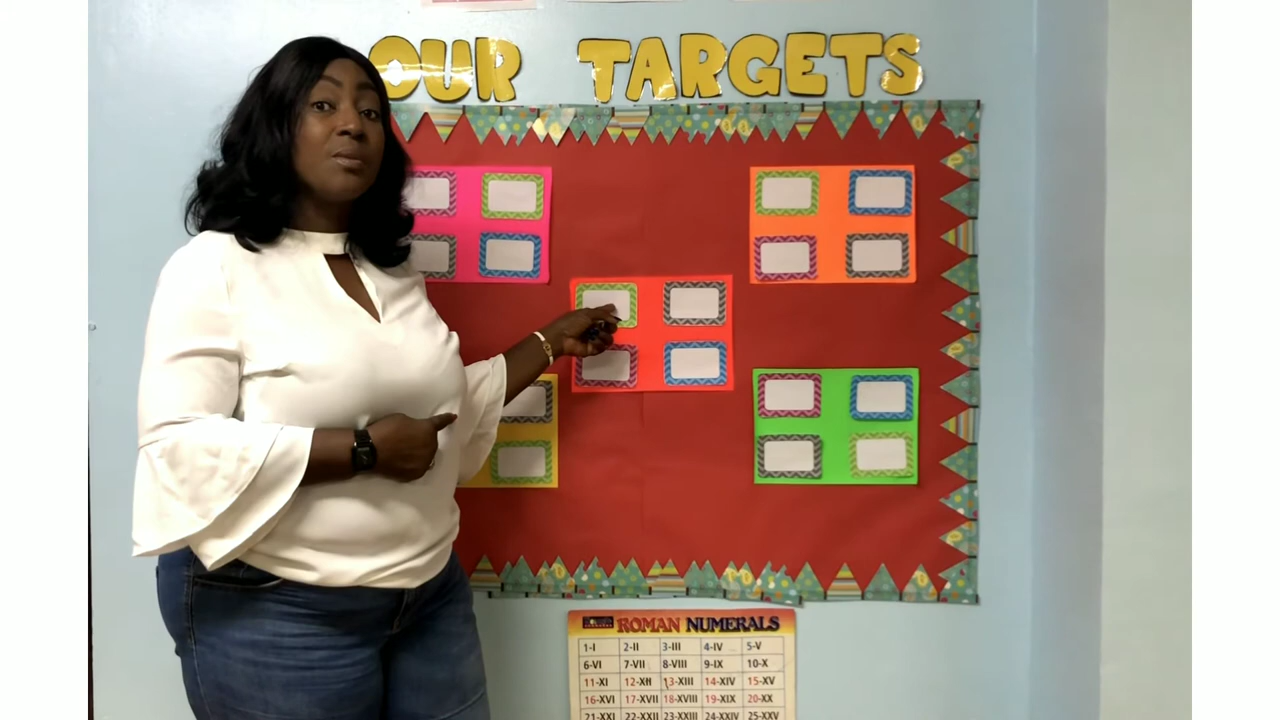 OUR TARGETS
ROMAN NUMERALS
1-I 2-II 3-III 4-IV 5-V
6-VI 7-VII 8-VIII 9-IX 10-X
11-XI 12-XII 13-XIII 14-XIV 15-XV
16-XVI 17-XVII 18-XVIII 19-XIX 20-XX
21-XXI 22-XXII 23-XXIII 24-XXIV 25-XXV